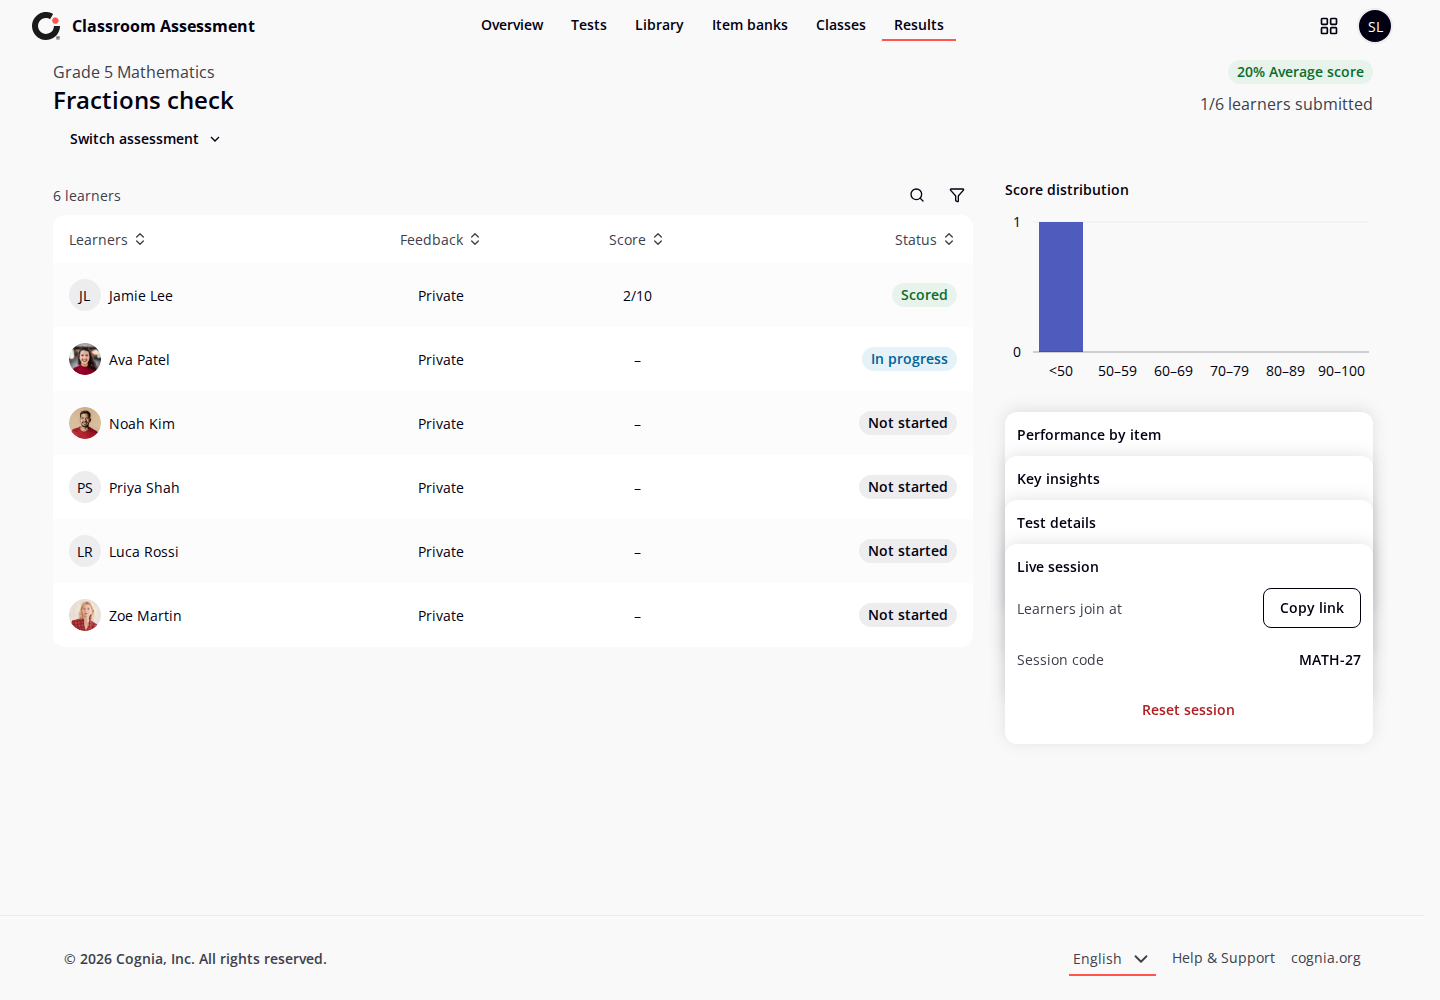 Classroom Assessment
Overview
Tests
Library
Item banks
Classes
Results
SL
Grade 5 Mathematics
Fractions check
Switch assessment
20% Average score
1/6 learners submitted
6 learners
Learners Feedback Score Status
JL Jamie Lee Private 2/10 Scored
Ava Patel Private – In progress
Noah Kim Private – Not started
PS Priya Shah Private – Not started
LR Luca Rossi Private – Not started
Zoe Martin Private – Not started
Score distribution
1
0
<50 50–59 60–69 70–79 80–89 90–100
Performance by item
Key insights
Test details
Live session
Learners join at Copy link
Session code MATH-27
Reset session
© 2026 Cognia, Inc. All rights reserved.
English
Help & Support
cognia.org